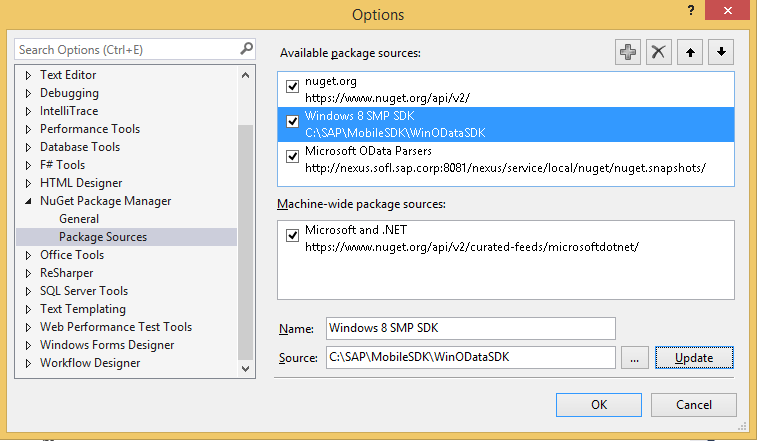 Options
?
Search Options (Ctrl+E)
Text Editor
Debugging
IntelliTrace
Performance Tools
Database Tools
F# Tools
HTML Designer
NuGet Package Manager
General
Package Sources
Office Tools
ReSharper
SQL Server Tools
Text Templating
Web Performance Test Tools
Windows Forms Designer
Workflow Designer
Available package sources:
nuget.org
https://www.nuget.org/api/v2/
Windows 8 SMP SDK
C:\SAP\MobileSDK\WinODataSDK
Microsoft OData Parsers
http://nexus.sofl.sap.corp:8081/nexus/service/local/nuget/nuget.snapshots/
Machine-wide package sources:
Microsoft and .NET
https://www.nuget.org/api/v2/curated-feeds/microsoftdotnet/
Name: Windows 8 SMP SDK
Source: C:\SAP\MobileSDK\WinODataSDK ... Update
OK Cancel